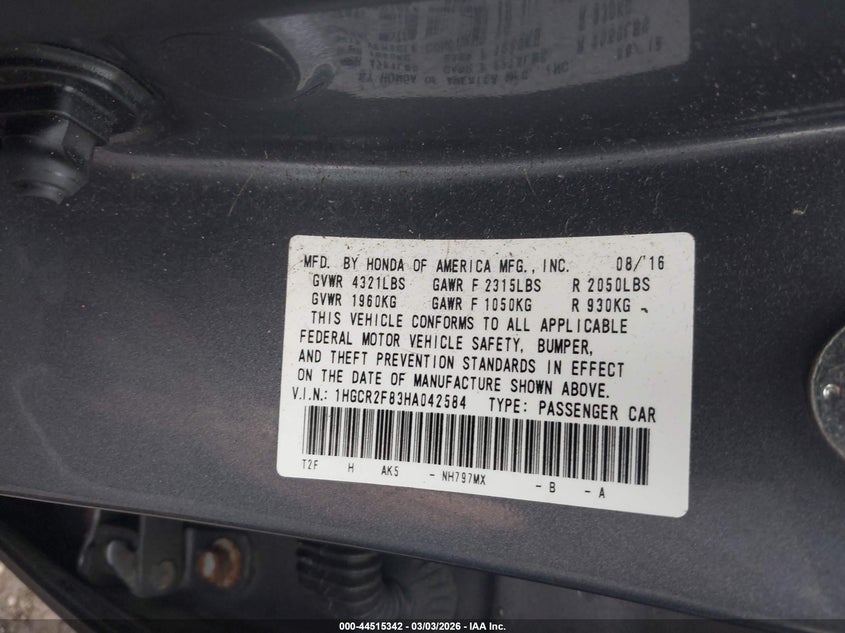 MFD. BY HONDA OF AMERICA MFG., INC. 08/'16
GVWR 4321LBS GAWR F 2315LBS R 2050LBS
GVWR 1960KG GAWR F 1050KG R 930KG
THIS VEHICLE CONFORMS TO ALL APPLICABLE
FEDERAL MOTOR VEHICLE SAFETY, BUMPER,
AND THEFT PREVENTION STANDARDS IN EFFECT
ON THE DATE OF MANUFACTURE SHOWN ABOVE.
V.I.N.: 1HGCR2F83HA042584 TYPE: PASSENGER CAR
T2F H AK5 - NH797MX - B - A
000-44515342 - 03/03/2026 - IAA Inc.